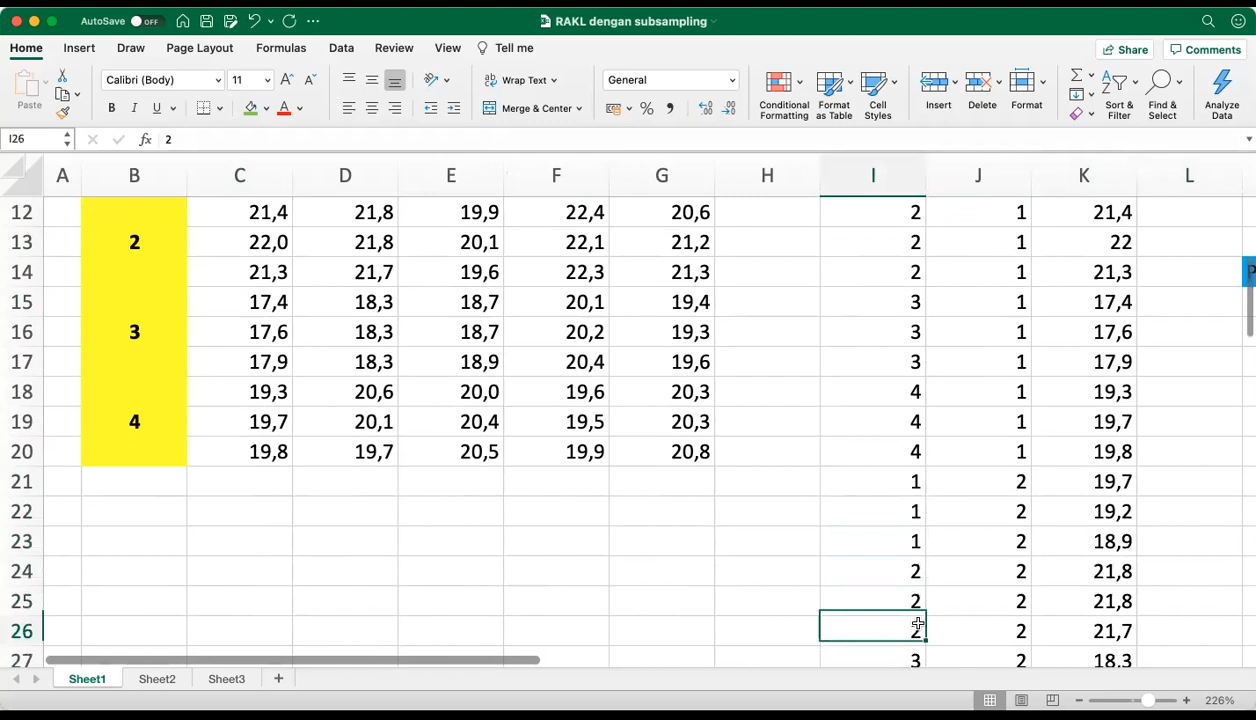 AutoSave OFF RAKL dengan subsampling
Home Insert Draw Page Layout Formulas Data Review View Tell me Share Comments
Paste Calibri (Body) 11 Wrap Text Merge & Center General Conditional Formatting Format as Table Cell Styles Insert Delete Format Sort & Filter Find & Select Analyze Data
I26 fx 2
A B C D E F G H I J K L
12 21,4 21,8 19,9 22,4 20,6 2 1 21,4
13 2 22,0 21,8 20,1 22,1 21,2 2 1 22
14 21,3 21,7 19,6 22,3 21,3 2 1 21,3 P
15 17,4 18,3 18,7 20,1 19,4 3 1 17,4
16 3 17,6 18,3 18,7 20,2 19,3 3 1 17,6
17 17,9 18,3 18,9 20,4 19,6 3 1 17,9
18 19,3 20,6 20,0 19,6 20,3 4 1 19,3
19 4 19,7 20,1 20,4 19,5 20,3 4 1 19,7
20 19,8 19,7 20,5 19,9 20,8 4 1 19,8
21 1 2 19,7
22 1 2 19,2
23 1 2 18,9
24 2 2 21,8
25 2 2 21,8
26 2 2 21,7
27 3 2 18,3
Sheet1 Sheet2 Sheet3
226%